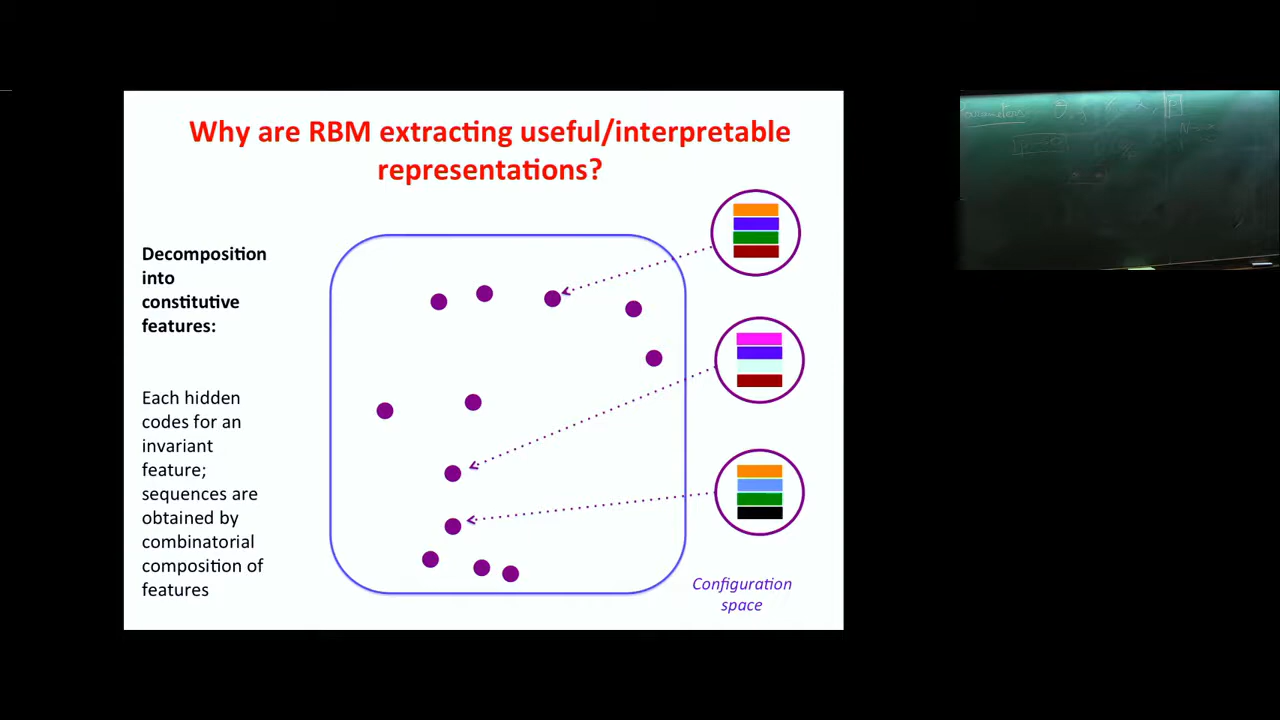 Why are RBM extracting useful/interpretable
representations?
Decomposition
into
constitutive
features:
Each hidden
codes for an
invariant
feature;
sequences are
obtained by
combinatorial
composition of
features
Configuration
space